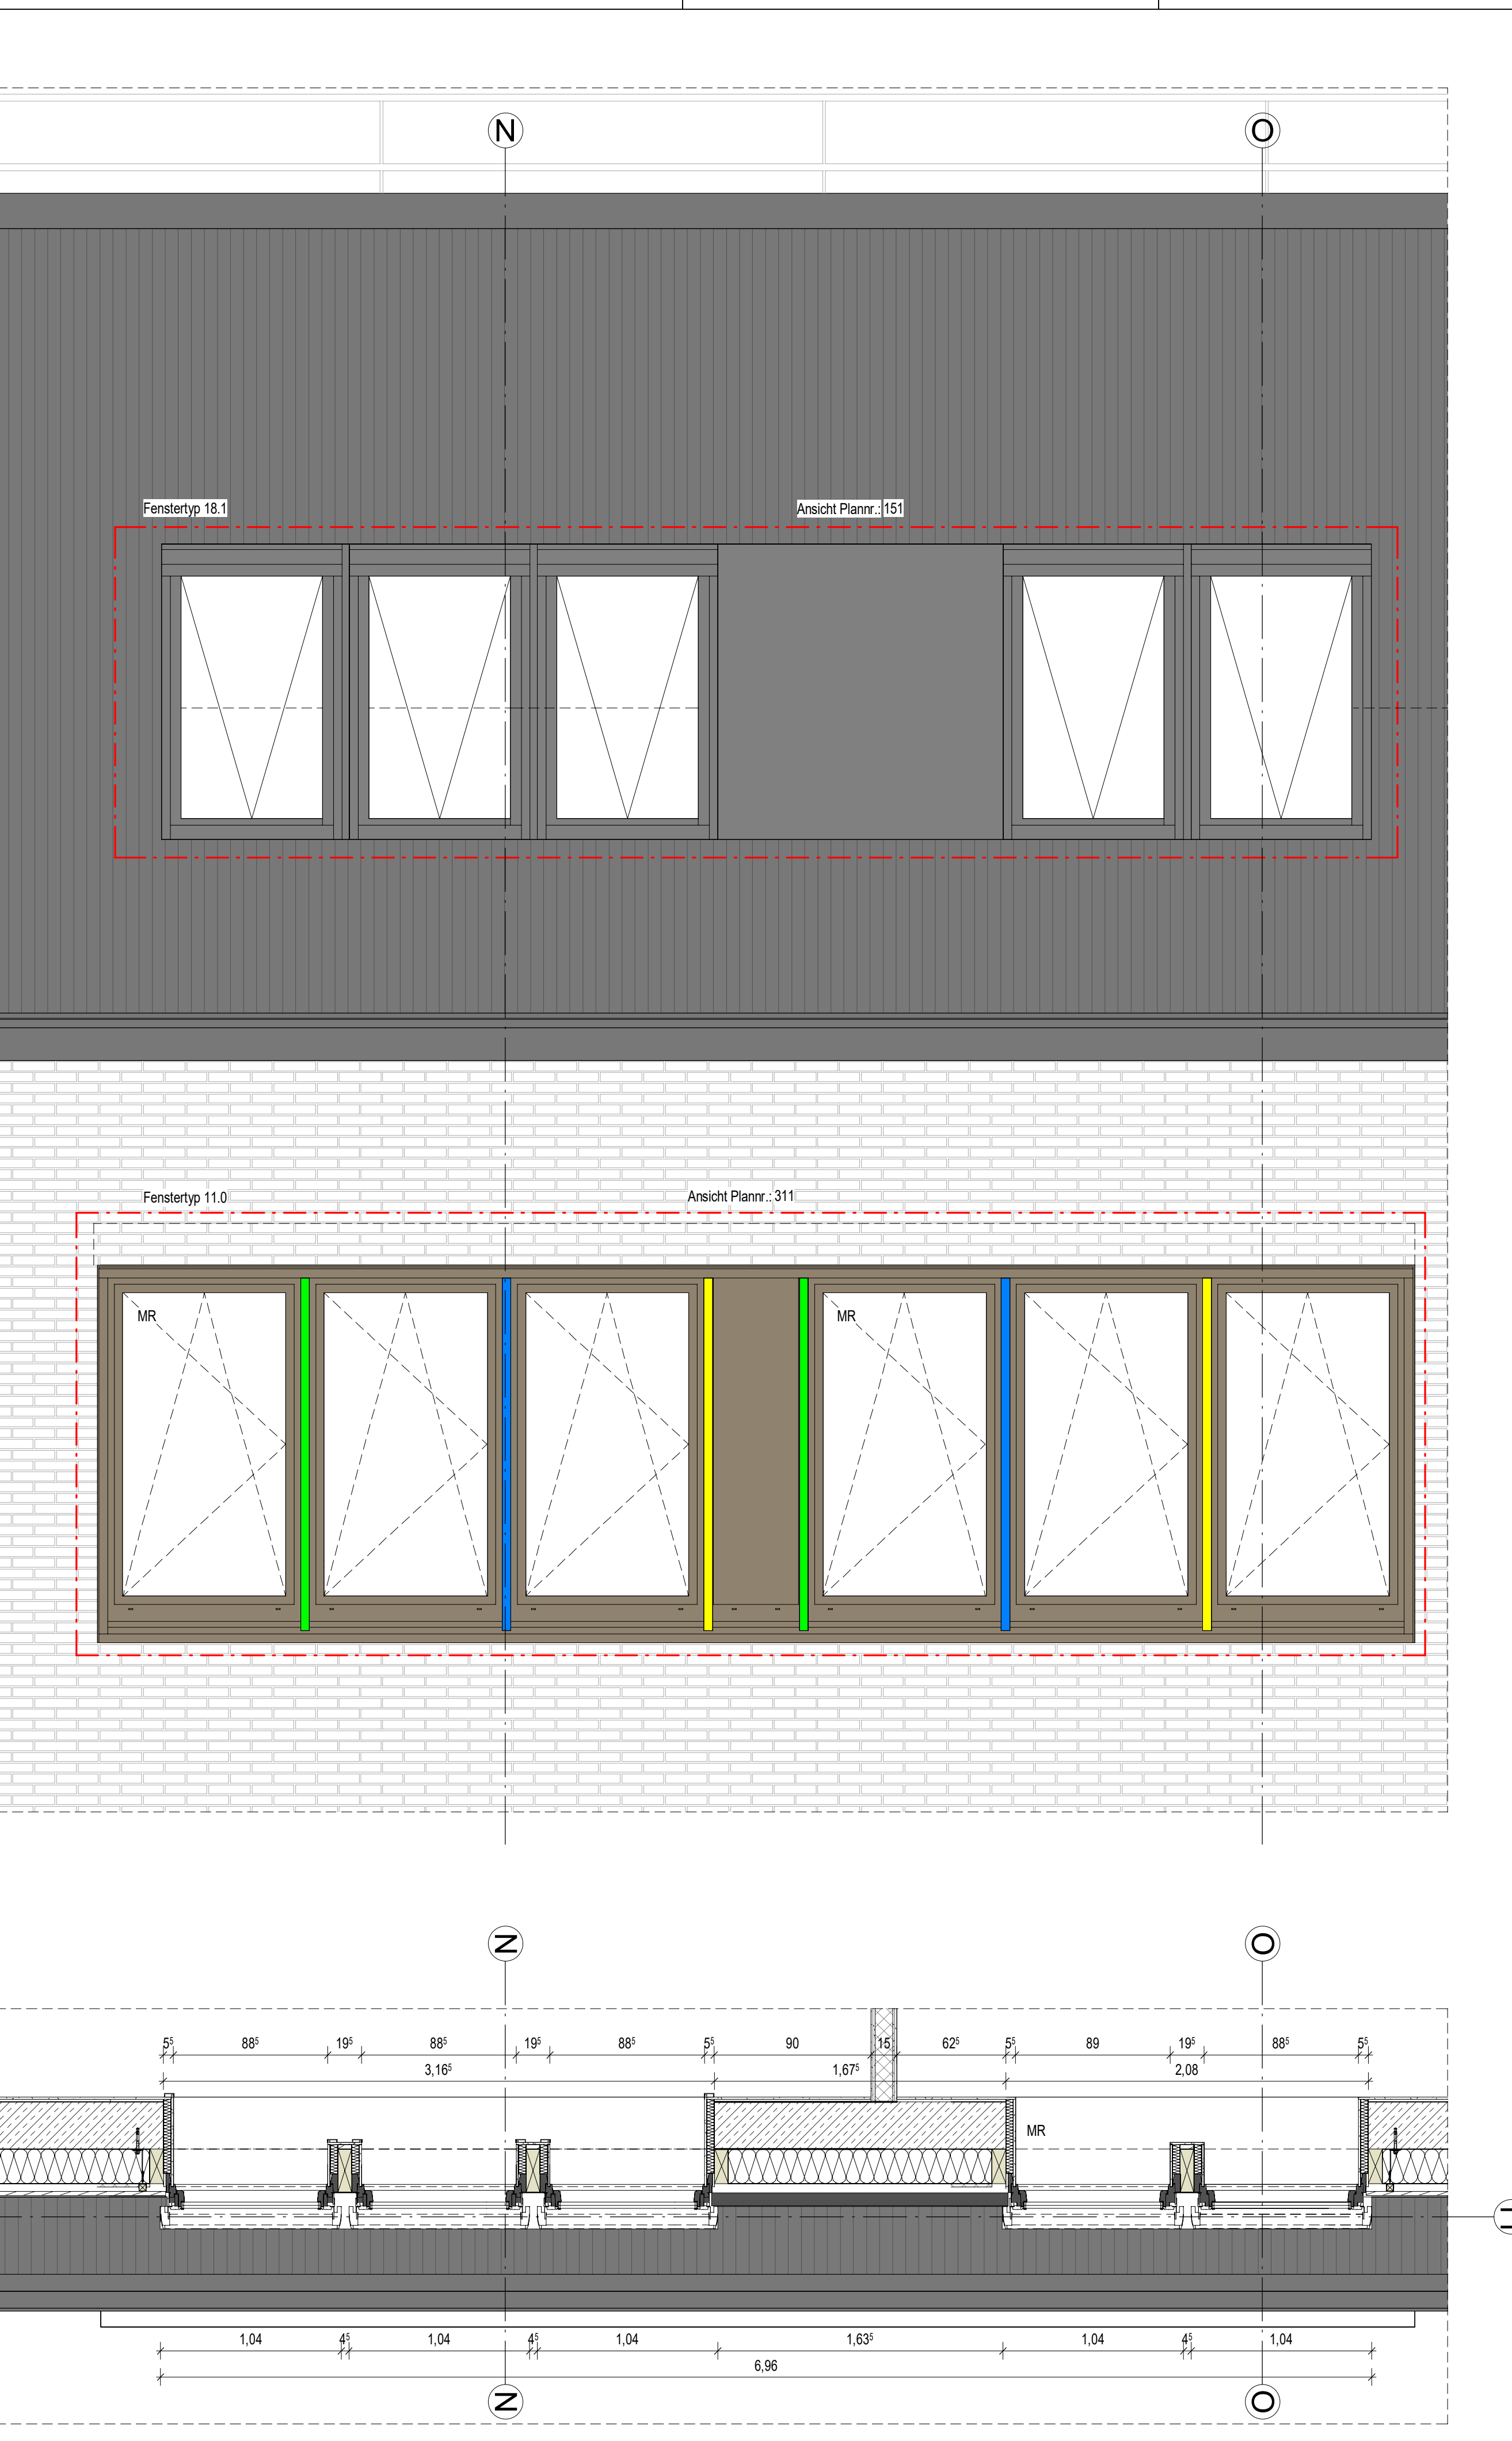 N O
Fenstertyp 18.1 Ansicht Plannr.: 151
Fenstertyp 11.0 Ansicht Plannr.: 311
MR MR
N O
5⁵ 88⁵ 19⁵ 88⁵ 19⁵ 88⁵ 5⁵ 90 15 62⁵ 5⁵ 89 19⁵ 88⁵ 5⁵
3,16⁵ 1,67⁵ 2,08
MR
1,04 4⁵ 1,04 4⁵ 1,04 1,63⁵ 1,04 4⁵ 1,04
6,96
N O